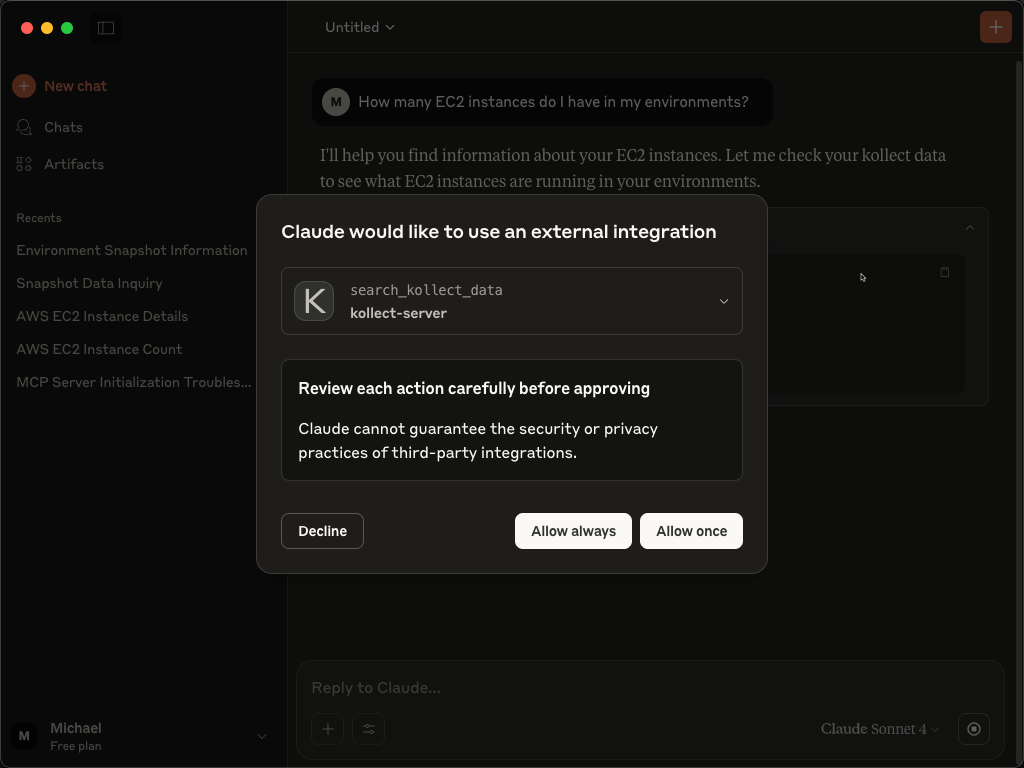 Untitled
New chat
Chats
Artifacts
Recents
Environment Snapshot Information
Snapshot Data Inquiry
AWS EC2 Instance Details
AWS EC2 Instance Count
MCP Server Initialization Troubles...
M
Michael
Free plan
M
How many EC2 instances do I have in my environments?
I'll help you find information about your EC2 instances. Let me check your kollect data
to see what EC2 instances are running in your environments.
Claude would like to use an external integration
K
search_kollect_data
kollect-server
Review each action carefully before approving
Claude cannot guarantee the security or privacy
practices of third-party integrations.
Decline
Allow always
Allow once
Reply to Claude...
Claude Sonnet 4